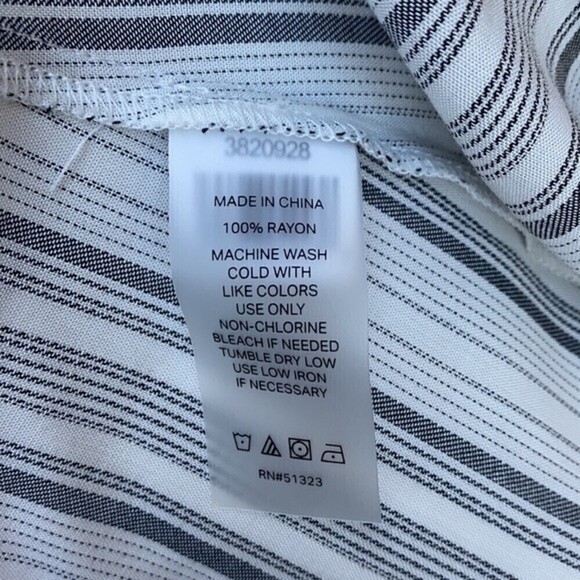 3820928
MADE IN CHINA
100% RAYON
MACHINE WASH
COLD WITH
LIKE COLORS
USE ONLY
NON-CHLORINE
BLEACH IF NEEDED
TUMBLE DRY LOW
USE LOW IRON
IF NECESSARY
RN#51323